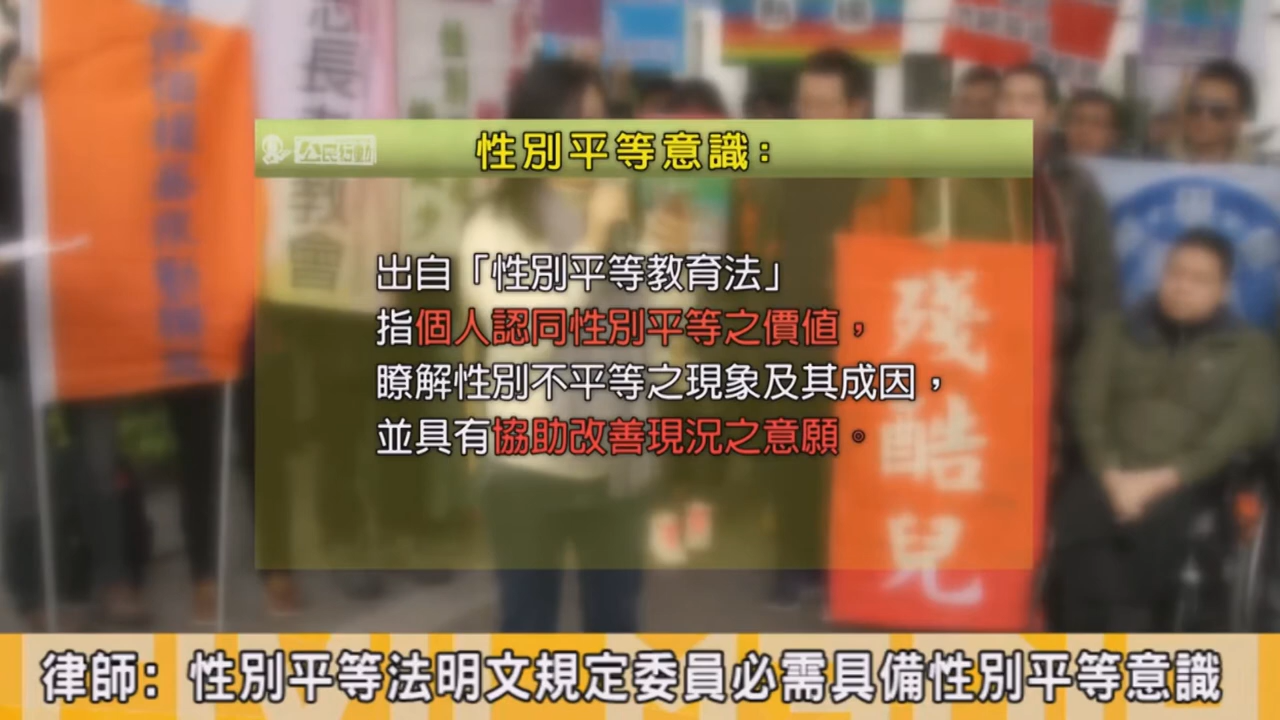 公民行動
性別平等意識：
出自「性別平等教育法」
指個人認同性別平等之價值，
瞭解性別不平等之現象及其成因，
並具有協助改善現況之意願。
殘酷兒
律師：性別平等法明文規定委員必需具備性別平等意識